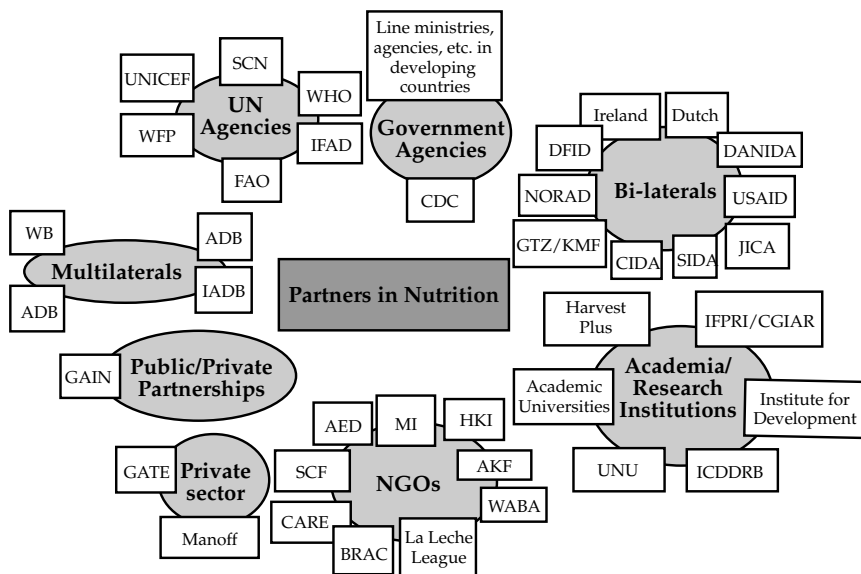 Line ministries,
agencies, etc. in
developing
countries
SCN
UNICEF
WHO
UN
Agencies
WFP
IFAD
FAO
Government
Agencies
CDC
Ireland
Dutch
DFID
DANIDA
NORAD
Bi-laterals
USAID
GTZ/KMF
CIDA
SIDA
JICA
WB
ADB
Multilaterals
ADB
IADB
Partners in Nutrition
Harvest
Plus
IFPRI/CGIAR
Academia/
Research
Institutions
Academic
Universities
Institute for
Development
UNU
ICDDRB
GAIN
Public/Private
Partnerships
GATE
Private
sector
Manoff
AED
MI
HKI
SCF
NGOs
AKF
CARE
WABA
BRAC
La Leche
League